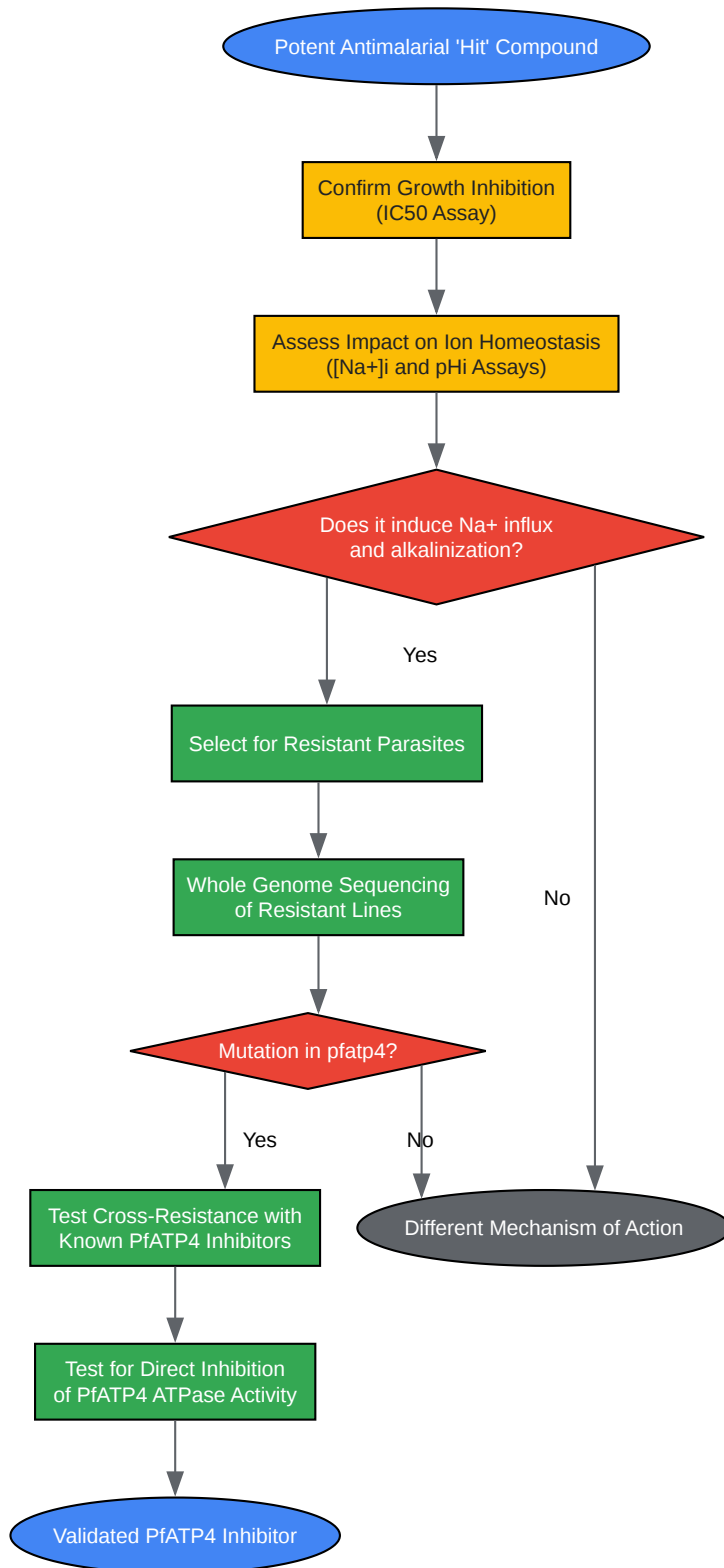 Potent Antimalarial 'Hit' Compound
Confirm Growth Inhibition
(IC50 Assay)
Assess Impact on Ion Homeostasis
([Na+]i and pHi Assays)
Does it induce Na+ influx
and alkalinization?
Yes
Select for Resistant Parasites
Whole Genome Sequencing
of Resistant Lines
No
Mutation in pfatp4?
Yes
No
Test Cross-Resistance with
Known PfATP4 Inhibitors
Different Mechanism of Action
Test for Direct Inhibition
of PfATP4 ATPase Activity
Validated PfATP4 Inhibitor